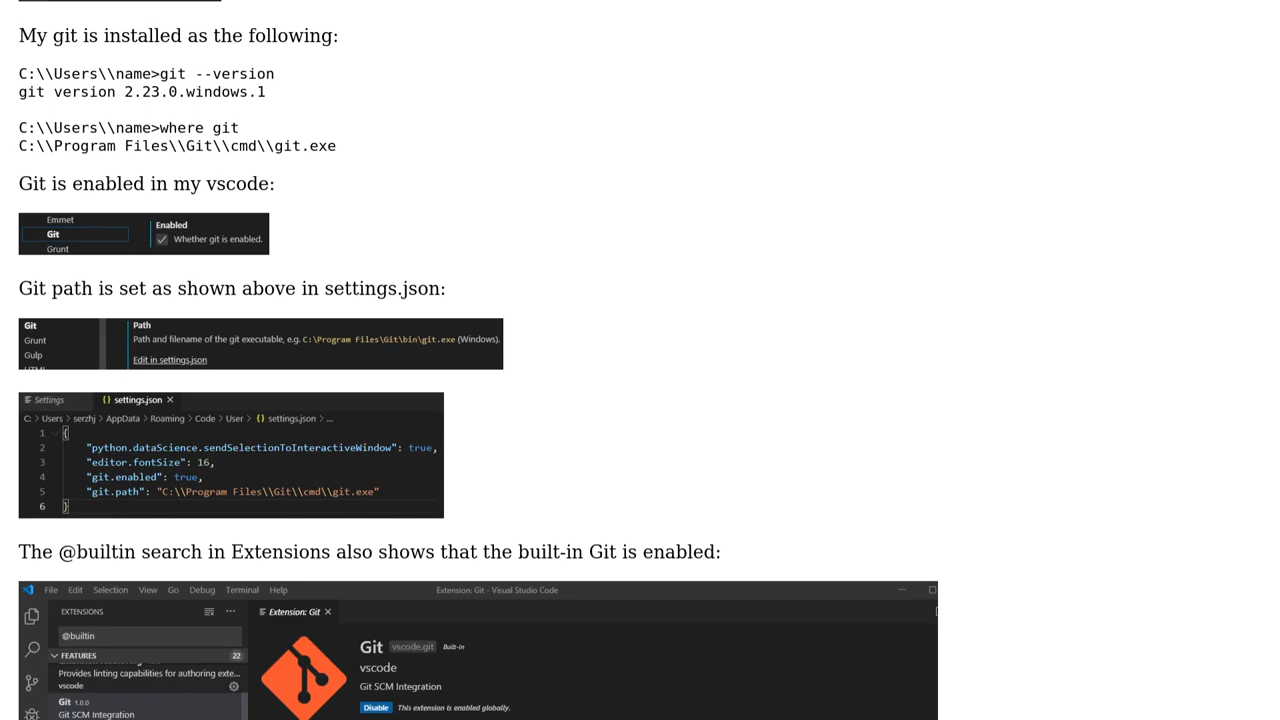 My git is installed as the following:
C:\\Users\\name>git --version
git version 2.23.0.windows.1
C:\\Users\\name>where git
C:\\Program Files\\Git\\cmd\\git.exe
Git is enabled in my vscode:
Emmet
Git
Grunt
Enabled
Whether git is enabled.
Git path is set as shown above in settings.json:
Git
Grunt
Gulp
HTML
Path
Path and filename of the git executable, e.g. C:\Program Files\Git\bin\git.exe (Windows).
Edit in settings.json
Settings {} settings.json
C: > Users > serzhj > AppData > Roaming > Code > User > {} settings.json > ...
1 {
2 "python.dataScience.sendSelectionToInteractiveWindow": true,
3 "editor.fontSize": 16,
4 "git.enabled": true,
5 "git.path": "C:\\Program Files\\Git\\cmd\\git.exe"
6 }
The @builtin search in Extensions also shows that the built-in Git is enabled:
File Edit Selection View Go Debug Terminal Help Extension: Git - Visual Studio Code
EXTENSIONS
@builtin
FEATURES 22
Provides linting capabilities for authoring exte...
vscode
Git 1.0.0
Git SCM Integration
Extension: Git
Git vscode.git Built-in
vscode
Git SCM Integration
Disable This extension is enabled globally.